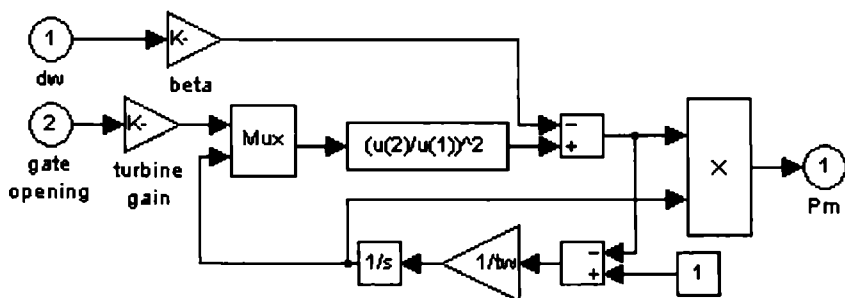 1
K-
dw
beta
2
K-
gate
opening
turbine
gain
Mux
(u(2)/u(1))^2
−
+
×
1
Pm
1/s
1/tw
−
+
1